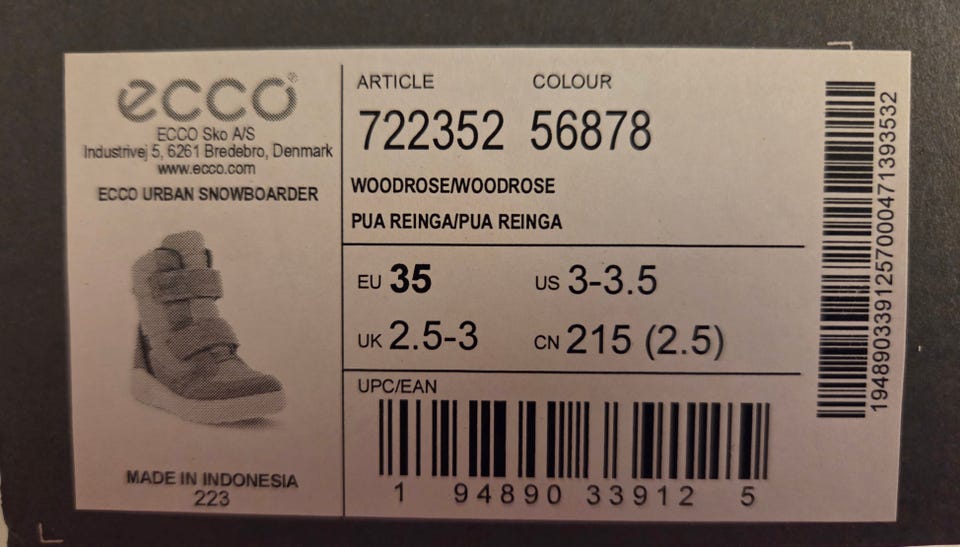 ecco®
ECCO Sko A/S
Industrivej 5, 6261 Bredebro, Denmark
www.ecco.com
ECCO URBAN SNOWBOARDER
MADE IN INDONESIA
223
ARTICLE COLOUR
722352 56878
WOODROSE/WOODROSE
PUA REINGA/PUA REINGA
EU 35 US 3-3.5
UK 2.5-3 CN 215 (2.5)
UPC/EAN
1 94890 33912 5
1948903391257000471393532